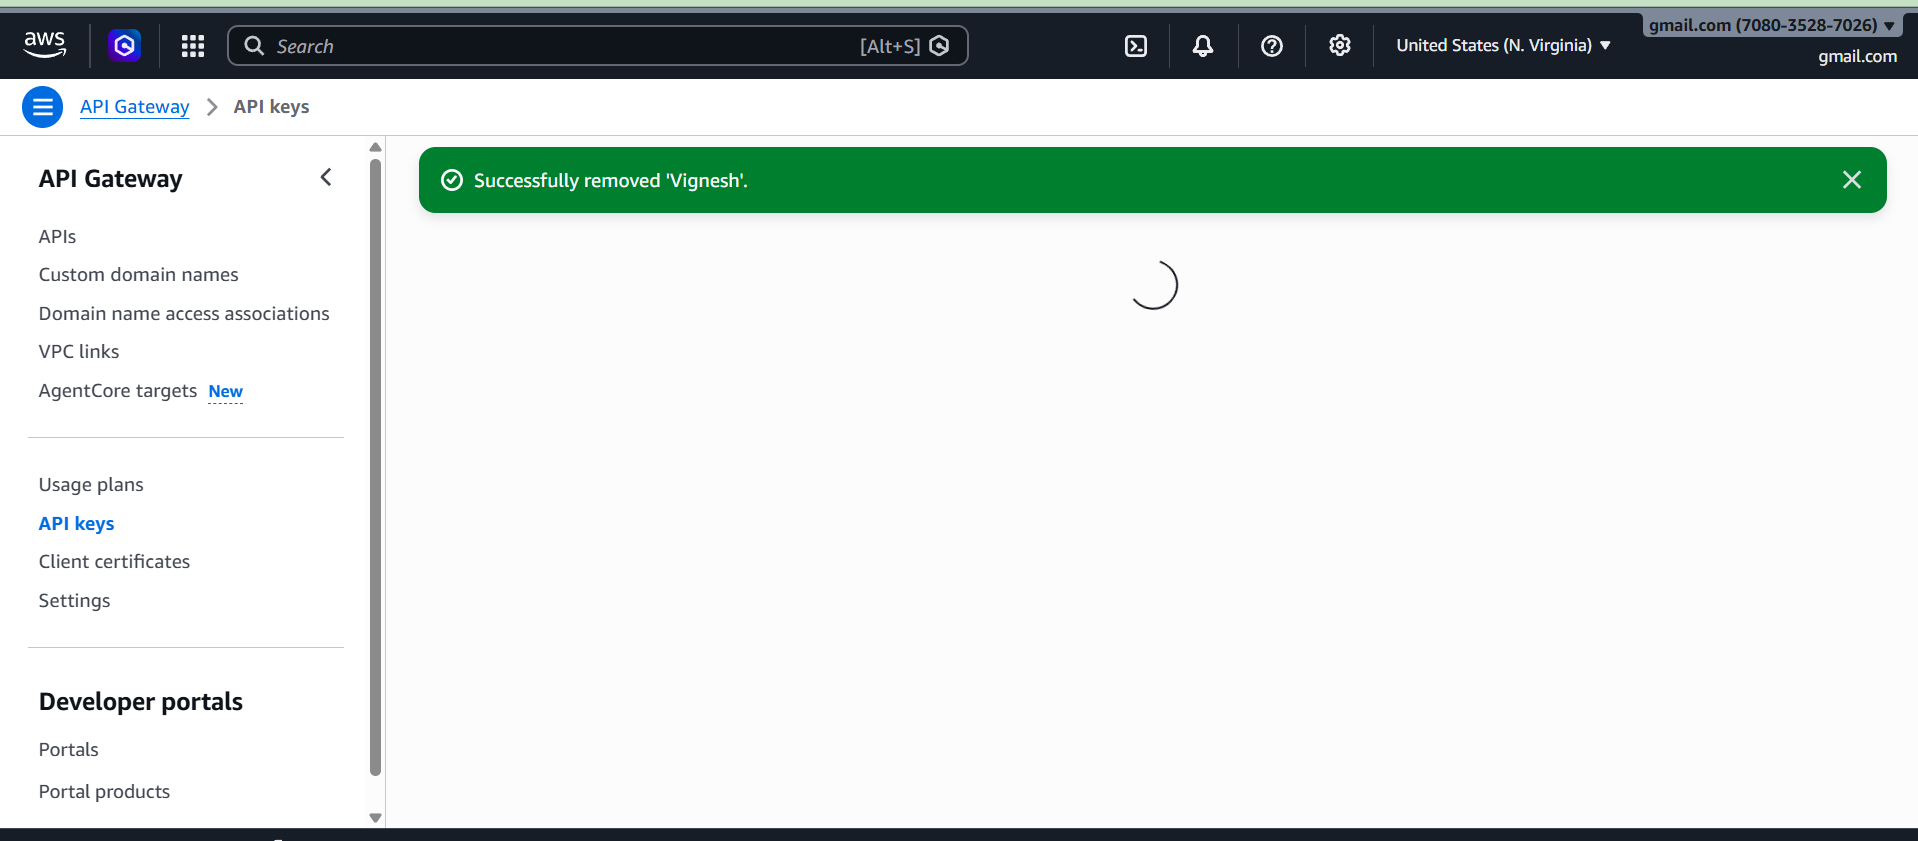 aws
Search [Alt+S]
United States (N. Virginia)
gmail.com (7080-3528-7026)
gmail.com
API Gateway
API keys
API Gateway
APIs
Custom domain names
Domain name access associations
VPC links
AgentCore targets New
Usage plans
API keys
Client certificates
Settings
Developer portals
Portals
Portal products
Successfully removed 'Vignesh'.